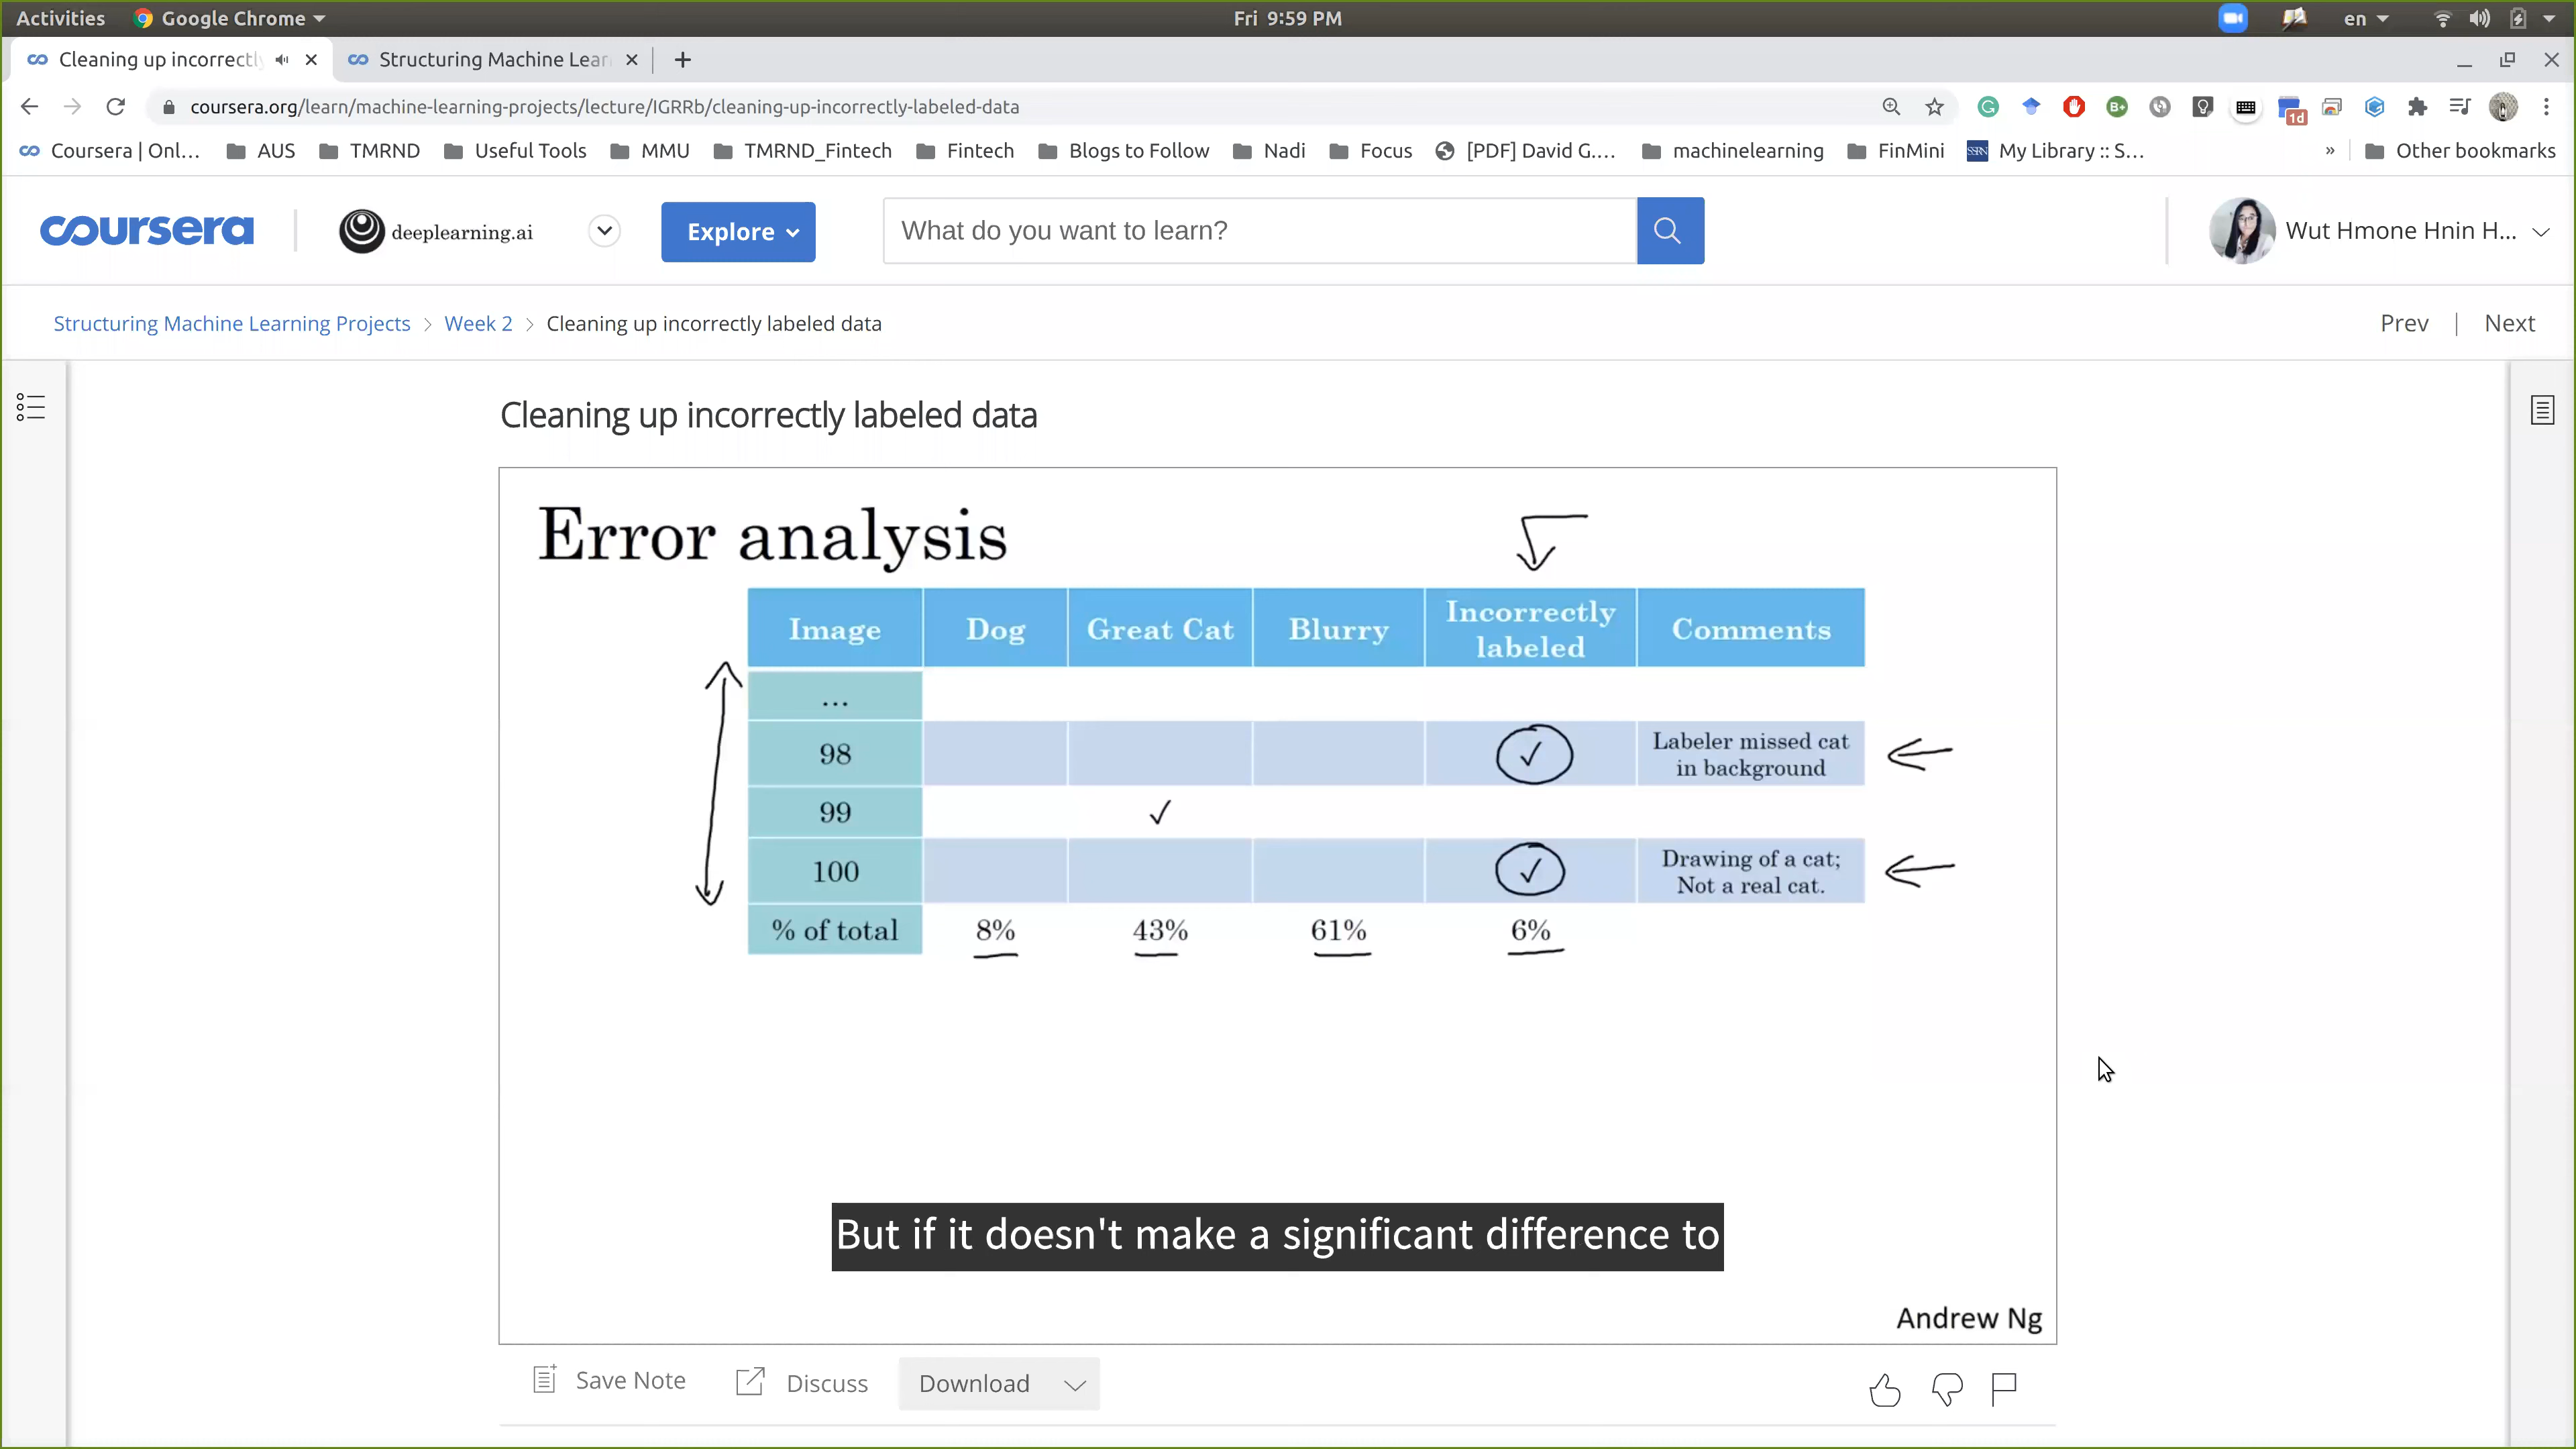 Activities Google Chrome Fri 9:59 PM en
Cleaning up incorrectly Structuring Machine Lear
coursera.org/learn/machine-learning-projects/lecture/IGRRb/cleaning-up-incorrectly-labeled-data 1d
Coursera | Onl... AUS TMRND Useful Tools MMU TMRND_Fintech Fintech Blogs to Follow Nadi Focus [PDF] David G.... machinelearning FinMini SSRN My Library :: S... » Other bookmarks
coursera deeplearning.ai Explore What do you want to learn? Wut Hmone Hnin H...
Structuring Machine Learning Projects > Week 2 > Cleaning up incorrectly labeled data Prev | Next
Cleaning up incorrectly labeled data
Error analysis
Image Dog Great Cat Blurry Incorrectly labeled Comments
...
98 ✓ Labeler missed cat in background
99 ✓
100 ✓ Drawing of a cat; Not a real cat.
% of total 8% 43% 61% 6%
But if it doesn't make a significant difference to
Andrew Ng
Save Note Discuss Download